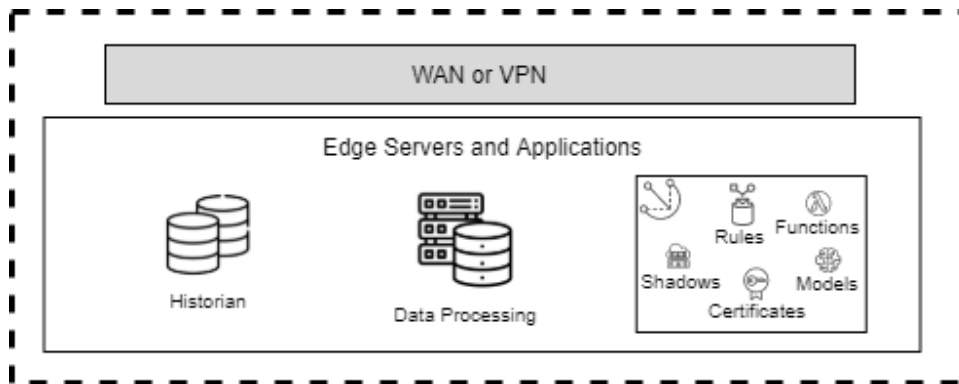 WAN or VPN
Edge Servers and Applications
Rules
Functions
Shadows
Models
Certificates
Historian
Data Processing